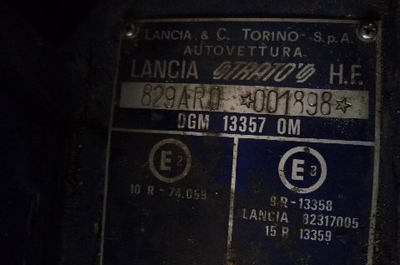 LANCIA & C. TORINO - S.p.A.
AUTOVETTURA
LANCIA STRATO'S H.F.
829AR0 ☆001898☆
DGM 13357 OM
E2
10 R - 74.059
E3
9 R - 13358
LANCIA 82317005
15 R 13359